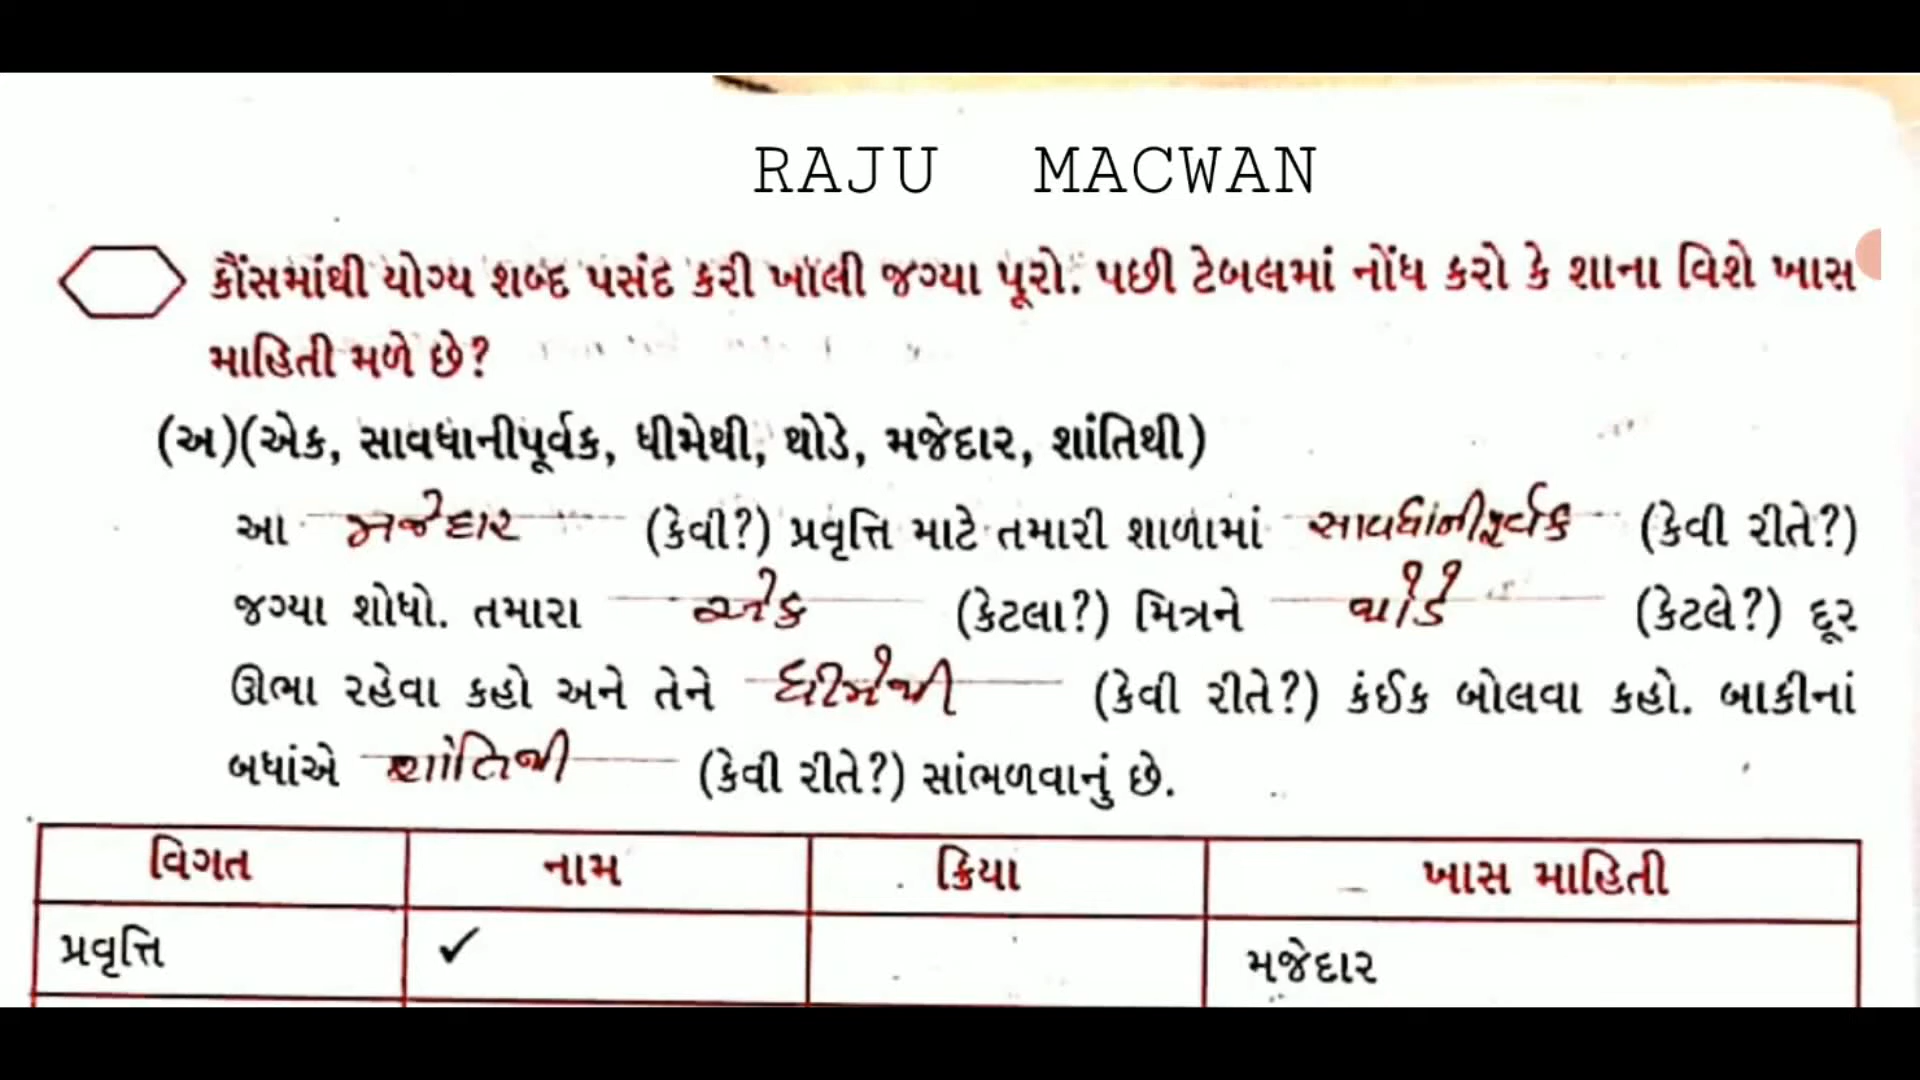 RAJU MACWAN
કૌંસમાંથી યોગ્ય શબ્દ પસંદ કરી ખાલી જગ્યા પૂરો. પછી ટેબલમાં નોંધ કરો કે શાના વિશે ખાસ
માહિતી મળે છે?
(અ)(એક, સાવધાનીપૂર્વક, ધીમેથી, થોડે, મજેદાર, શાંતિથી)
આ મજેદાર (કેવી?) પ્રવૃત્તિ માટે તમારી શાળામાં સાવધાનીપૂર્વક (કેવી રીતે?)
જગ્યા શોધો. તમારા એક (કેટલા?) મિત્રને થોડે (કેટલે?) દૂર
ઊભા રહેવા કહો અને તેને ધીમેથી (કેવી રીતે?) કંઈક બોલવા કહો. બાકીનાં
બધાંએ શાંતિથી (કેવી રીતે?) સાંભળવાનું છે.
વિગત નામ ક્રિયા ખાસ માહિતી
પ્રવૃત્તિ ✓ મજેદાર